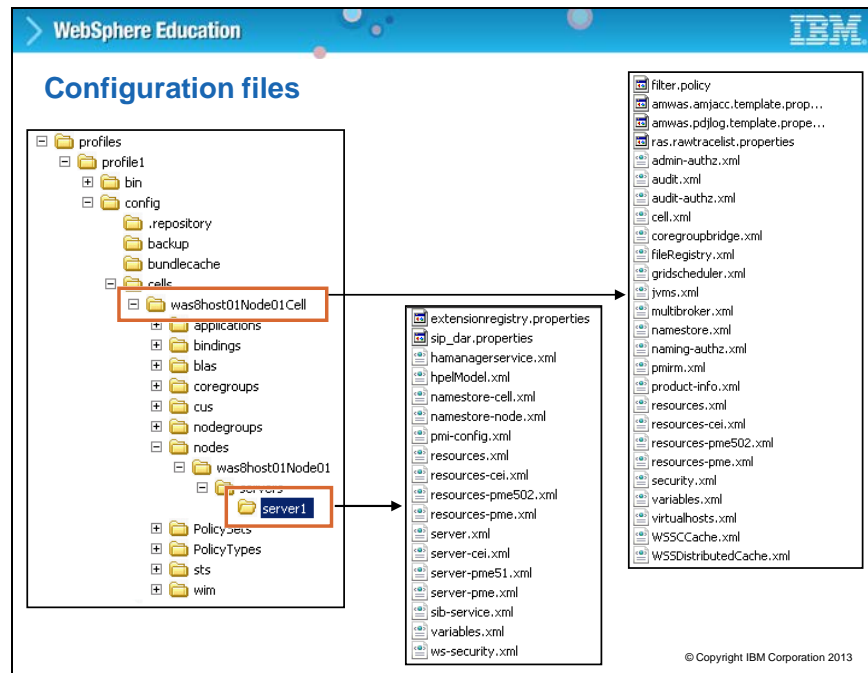 WebSphere Education
IBM
Configuration files
profiles
profile1
bin
config
.repository
backup
bundlecache
cells
was8host01Node01Cell
applications
bindings
blas
coregroups
cus
nodegroups
nodes
was8host01Node01
servers
server1
PolicySets
PolicyTypes
sts
wim
extensionregistry.properties
sip_dar.properties
hamanagerservice.xml
hpelModel.xml
namestore-cell.xml
namestore-node.xml
pmi-config.xml
resources.xml
resources-cei.xml
resources-pme502.xml
resources-pme.xml
server.xml
server-cei.xml
server-pme51.xml
server-pme.xml
sib-service.xml
variables.xml
ws-security.xml
filter.policy
amwas.amjacc.template.prop...
amwas.pdjlog.template.prope...
ras.rawtracelist.properties
admin-authz.xml
audit.xml
audit-authz.xml
cell.xml
coregroupbridge.xml
fileRegistry.xml
gridscheduler.xml
jvms.xml
multibroker.xml
namestore.xml
naming-authz.xml
pmirm.xml
product-info.xml
resources.xml
resources-cei.xml
resources-pme502.xml
resources-pme.xml
security.xml
variables.xml
virtualhosts.xml
WSSCCache.xml
WSSDistributedCache.xml
© Copyright IBM Corporation 2013